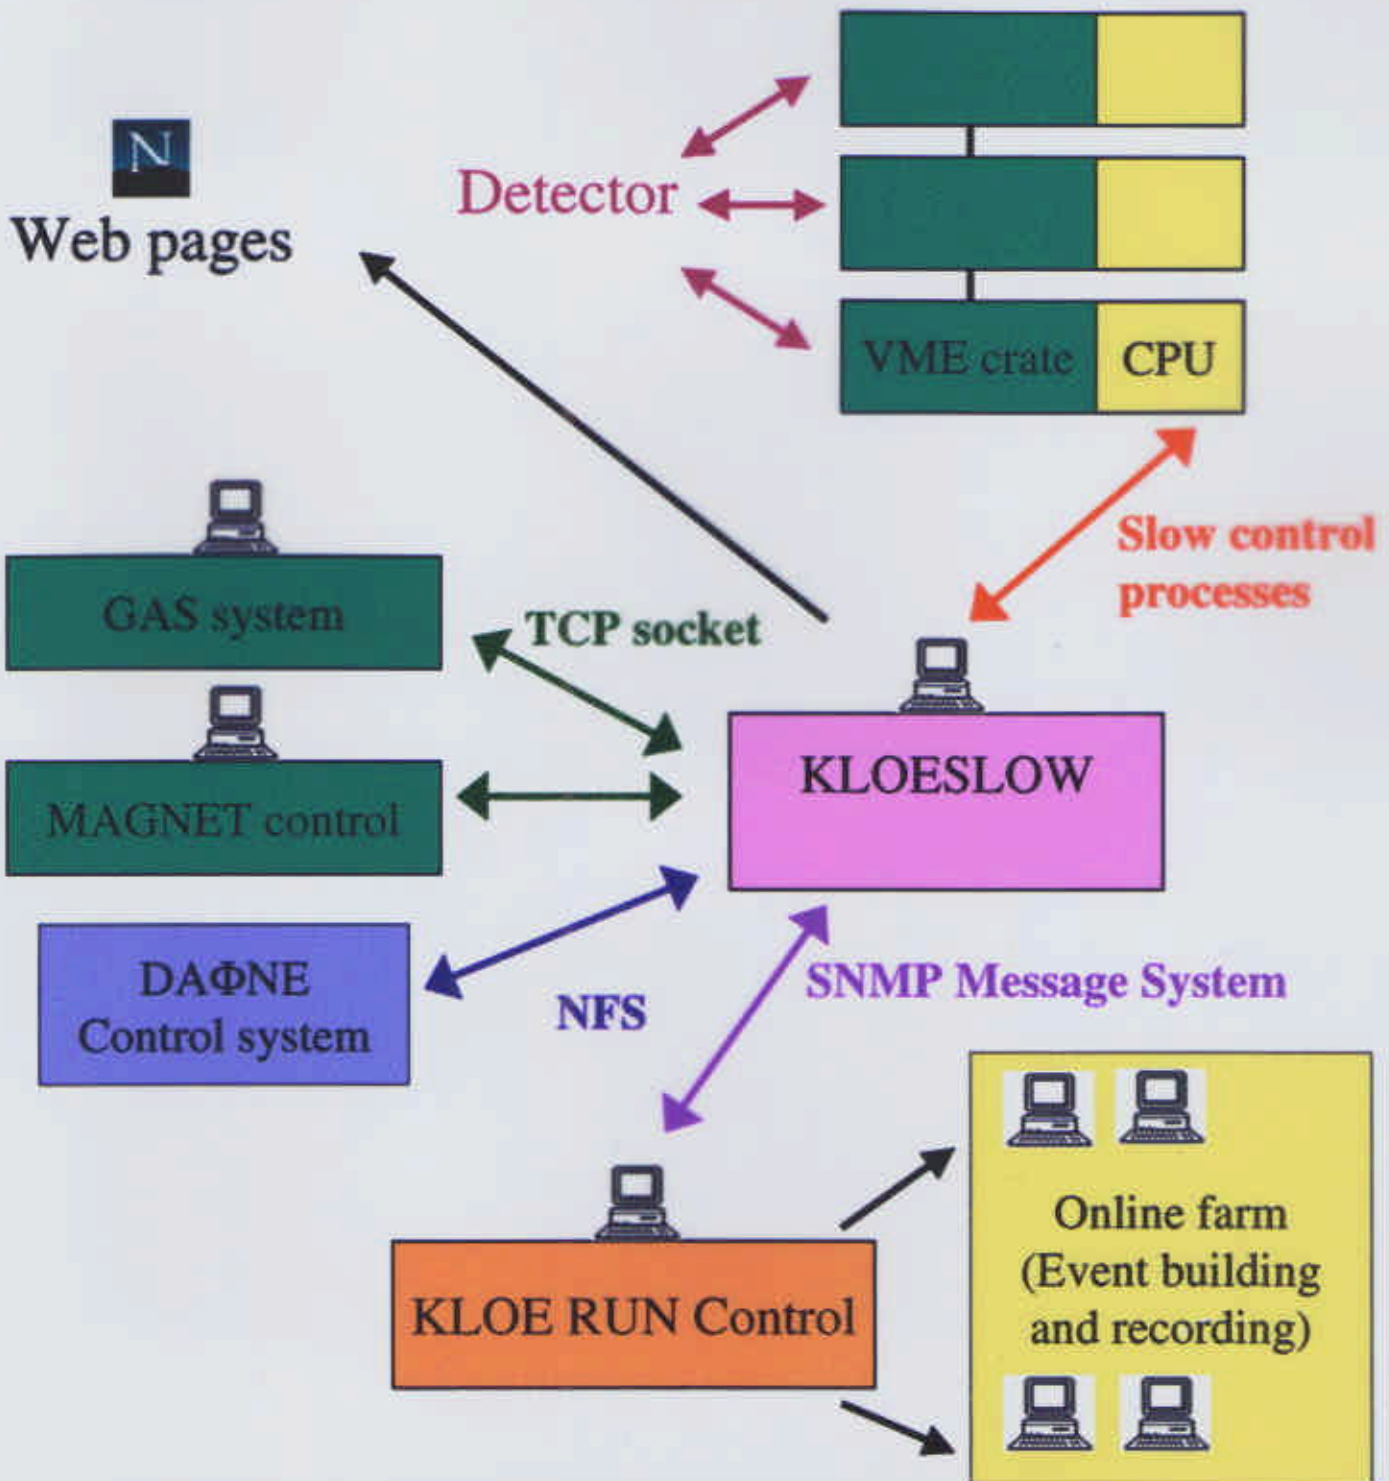 N
Web pages
Detector
VME crate
CPU
Slow control
processes
GAS system
TCP socket
MAGNET control
KLOESLOW
DAΦNE
Control system
NFS
SNMP Message System
KLOE RUN Control
Online farm
(Event building
and recording)